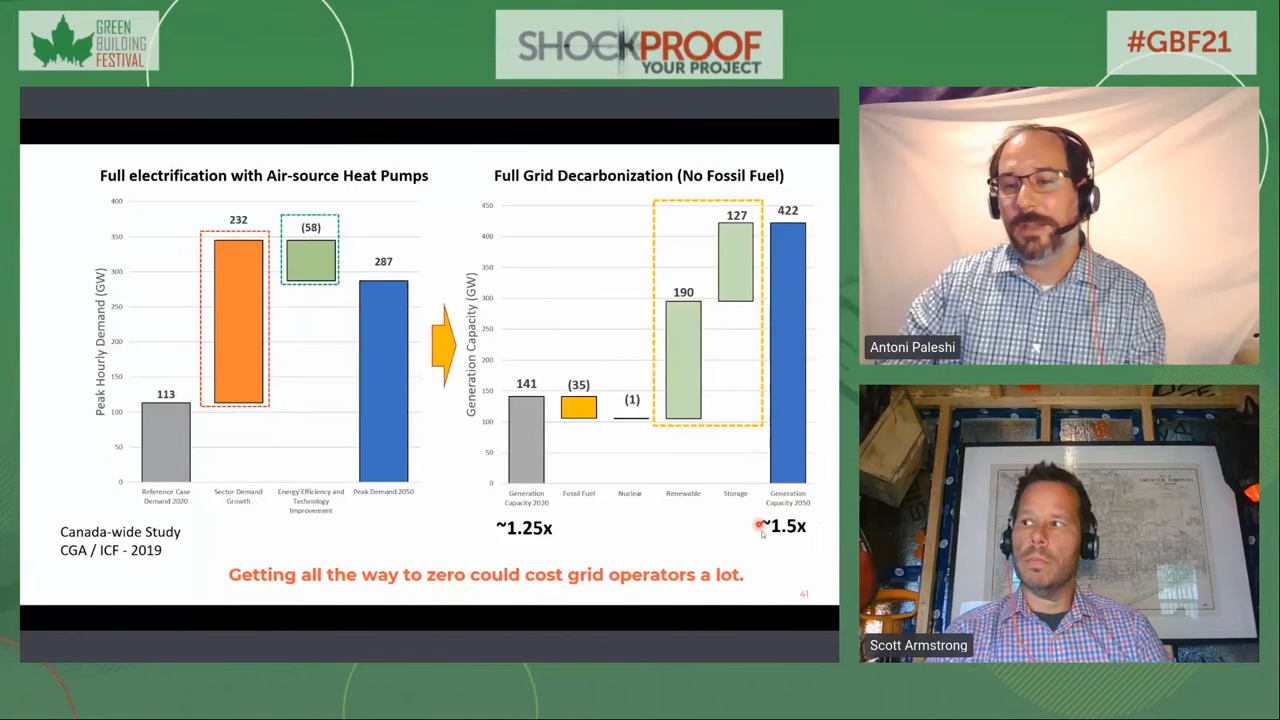 GREEN
BUILDING
FESTIVAL
SHOCKPROOF
YOUR PROJECT
#GBF21
Full electrification with Air-source Heat Pumps
Peak Hourly Demand (GW)
400
350
300
250
200
150
100
50
0
113
232
(58)
287
Reference Case
Demand 2020
Sector Demand
Growth
Energy Efficiency and
Technology
Improvement
Peak Demand 2050
Full Grid Decarbonization (No Fossil Fuel)
Generation Capacity (GW)
450
400
350
300
250
200
150
100
50
0
141
(35)
(1)
190
127
422
Generation
Capacity 2020
Fossil Fuel
Nuclear
Renewable
Storage
Generation
Capacity 2050
~1.25x
~1.5x
Canada-wide Study
CGA / ICF - 2019
Getting all the way to zero could cost grid operators a lot.
41
Antoni Paleshi
GREATER TORONTO
Scott Armstrong